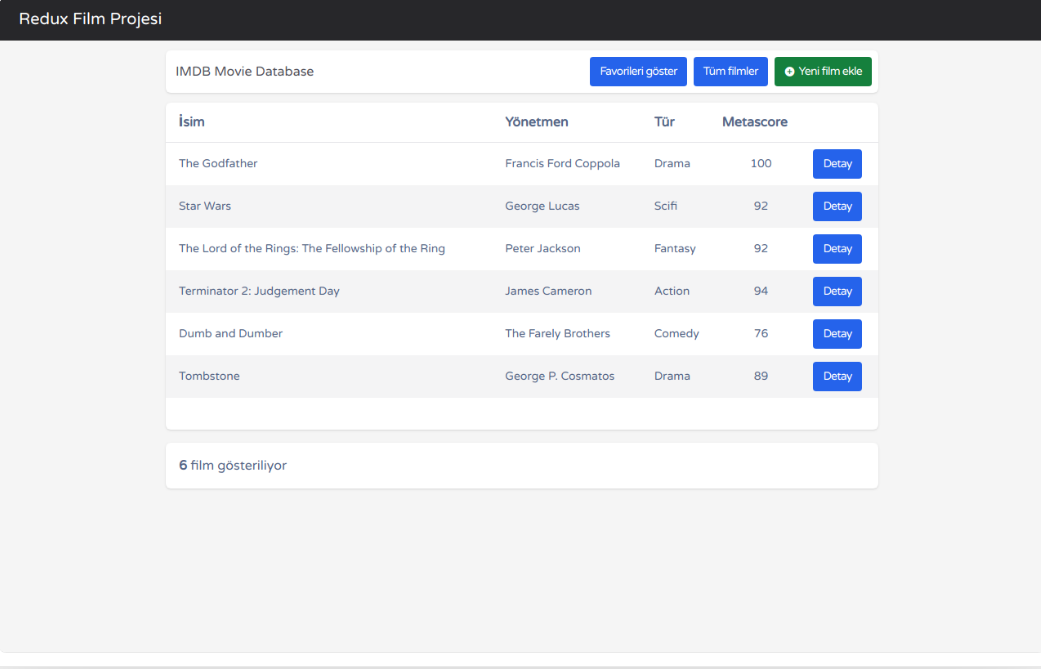 Redux Film Projesi
IMDB Movie Database Favorileri göster Tüm filmler Yeni film ekle
İsim Yönetmen Tür Metascore
The Godfather Francis Ford Coppola Drama 100 Detay
Star Wars George Lucas Scifi 92 Detay
The Lord of the Rings: The Fellowship of the Ring Peter Jackson Fantasy 92 Detay
Terminator 2: Judgement Day James Cameron Action 94 Detay
Dumb and Dumber The Farely Brothers Comedy 76 Detay
Tombstone George P. Cosmatos Drama 89 Detay
6 film gösteriliyor